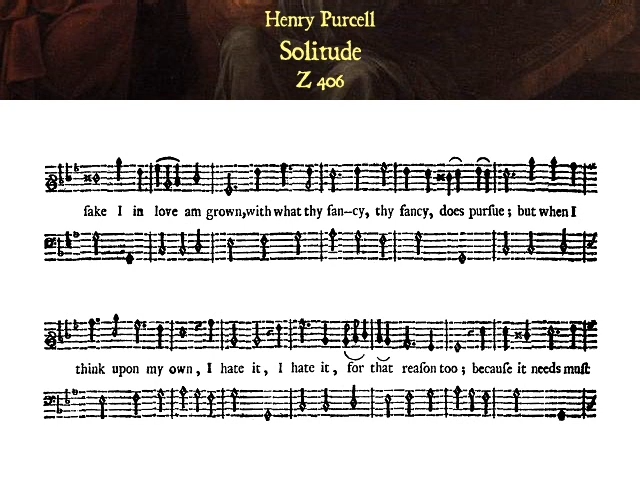 Henry Purcell
Solitude
Z 406
ſake I in love am grown, with what thy fan--cy, thy fancy, does purſue; but when I
think upon my own, I hate it, I hate it, for that reaſon too; becauſe it needs muſt